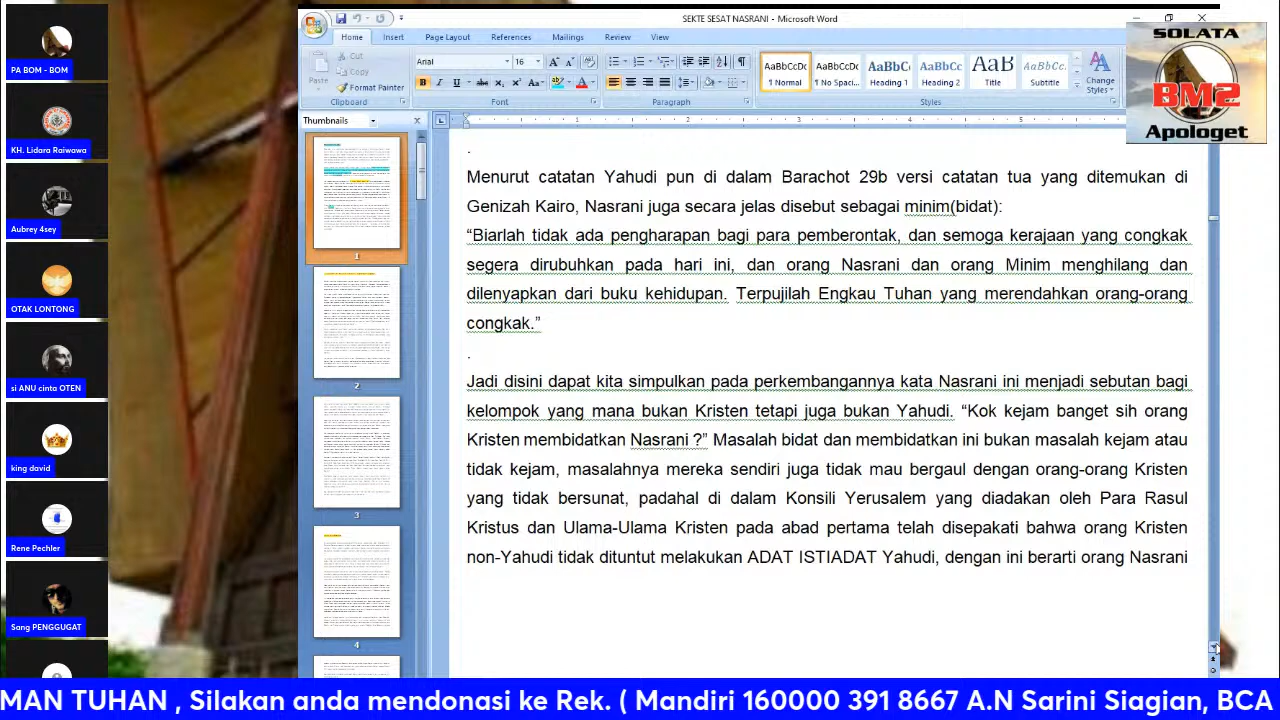 SEKTE SESAT NASRANI - Microsoft Word
Home Insert Page Layout References Mailings Review View
Paste
Cut
Copy
Format Painter
Clipboard
Arial 16
Font
Paragraph
AaBbCcDc AaBbCcDc AaBbC AaBbCc AaB AaBbCc
¶ Normal ¶ No Spaci... Heading 1 Heading 2 Title Subtitle
Change Styles
Styles
SOLATA
BM2
Apologet
Thumbnails
1
2
3
4
PA BOM - BOM
KH. Lidara Raiwawa
Aubrey 4sey
OTAK LONTONG
si ANU cinta OTEN
king david
Rene Pechler
Sang PENGGUGAT
.
Menurut catatan Yahudi pun di dalam Barachot 29b versi catatan tua yang ditemukan di
Genizah Kairo, Nasrani juga secara jelas disebut sebagai minim(bidat):
“Biarlah tidak ada pengharapan bagi para pemberontak, dan semoga kerajaan yang congkak
segera dirubuhkan pada hari ini, dan orang Nasrani dan orang Minim menghilang dan
dilenyapkan dari buku kehidupan. Terpujilah Engkau Tuhan yang merendahkan orang-orang
congkak.”
.
Jadi disini dapat kita simpulkan pada perkembangannya kata Nasrani ini menjadi sebutan bagi
kelompok yang mana bukan Kristen tetapi juga bukan Yahudi. “Kok kejam banget sih orang
Kristen membidatkan Nasrani ?” Masalah bidat dan membidatkan ini bukan masalah kejam atau
tidak kejam, masalahnya mereka sendiri juga tidak mau bergaul dengan orang-orang Kristen
yang tidak bersunat, padahal di dalam Konsili Yerusalem yang diadakan oleh Para Rasul
Kristus dan Ulama-Ulama Kristen pada abad pertama telah disepakati bahwa orang Kristen
non-Yahudi tidak dituntut melakukan ADAT ISTIADAT Yahudi, dengan ini berarti orang Nasrani
MAN TUHAN , Silakan anda mendonasi ke Rek. ( Mandiri 160000 391 8667 A.N Sarini Siagian, BCA